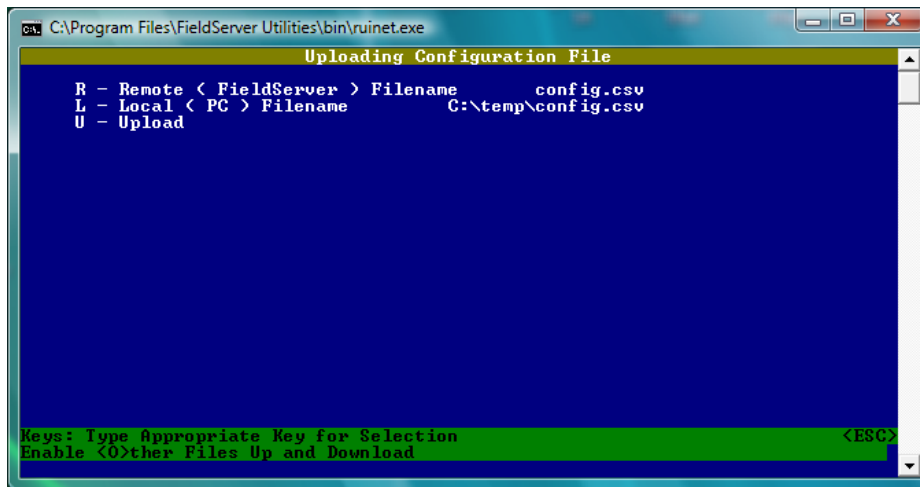 C:\Program Files\FieldServer Utilities\bin\ruinet.exe
Uploading Configuration File
R - Remote ( FieldServer ) Filename config.csv
L - Local ( PC ) Filename C:\temp\config.csv
U - Upload
Keys: Type Appropriate Key for Selection <ESC>
Enable <O>ther Files Up and Download